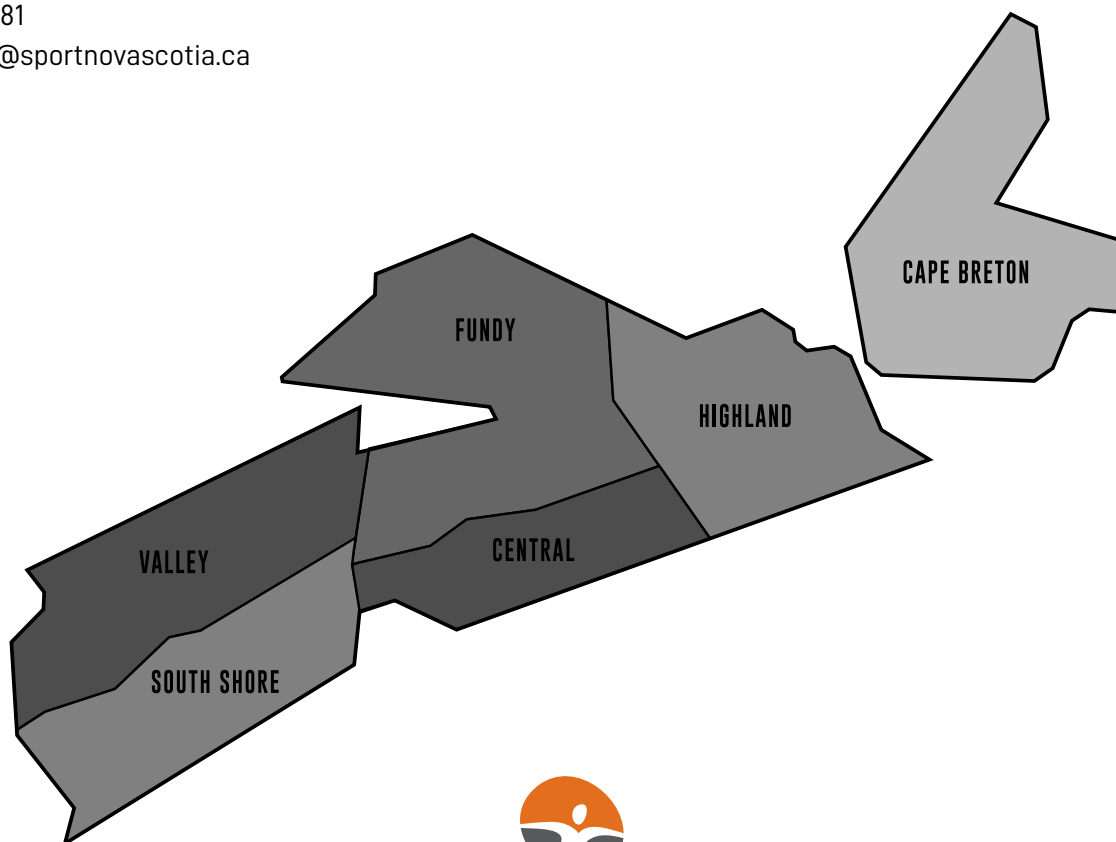 81
@sportnovascotia.ca
CAPE BRETON
FUNDY
HIGHLAND
VALLEY
CENTRAL
SOUTH SHORE